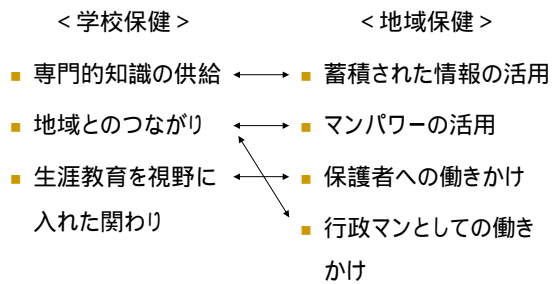 <学校保健>
■ 専門的知識の供給
■ 地域とのつながり
■ 生涯教育を視野に
入れた関わり
<地域保健>
■ 蓄積された情報の活用
■ マンパワーの活用
■ 保護者への働きかけ
■ 行政マンとしての働き
かけ